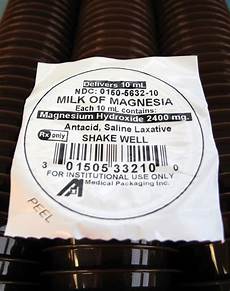 Delivers 10 mL
NDC: 0160-5632-10
MILK OF MAGNESIA
Each 10 mL contains:
Magnesium Hydroxide 2400 mg.
Antacid, Saline Laxative
Rx only
SHAKE WELL
3 01505 33210 0
FOR INSTITUTIONAL USE ONLY
Medical Packaging Inc.
PEEL